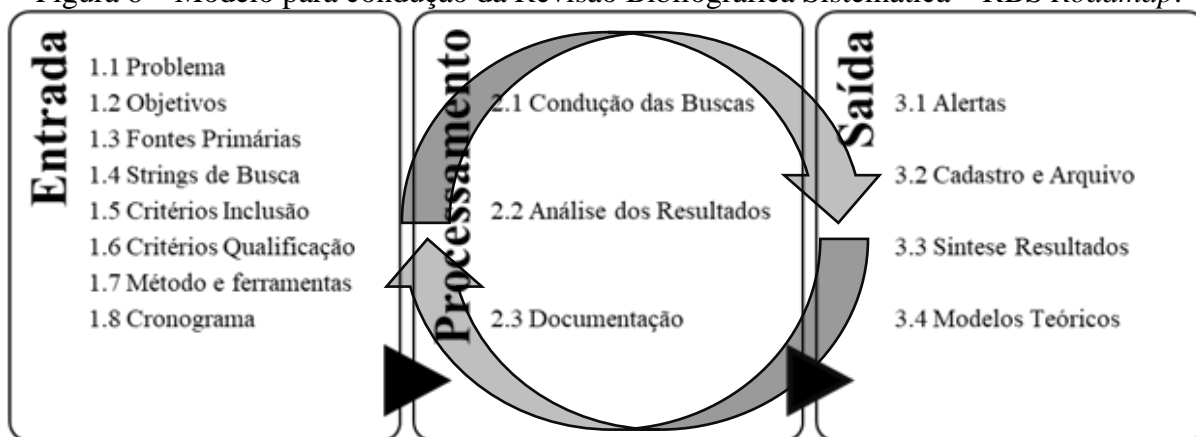 Figura 8 – Modelo para condução da Revisão Bibliográfica Sistemática – RBS Roadmap.
Entrada
1.1 Problema
1.2 Objetivos
1.3 Fontes Primárias
1.4 Strings de Busca
1.5 Critérios Inclusão
1.6 Critérios Qualificação
1.7 Método e ferramentas
1.8 Cronograma
Processamento
2.1 Condução das Buscas
2.2 Análise dos Resultados
2.3 Documentação
Saída
3.1 Alertas
3.2 Cadastro e Arquivo
3.3 Sintese Resultados
3.4 Modelos Teóricos